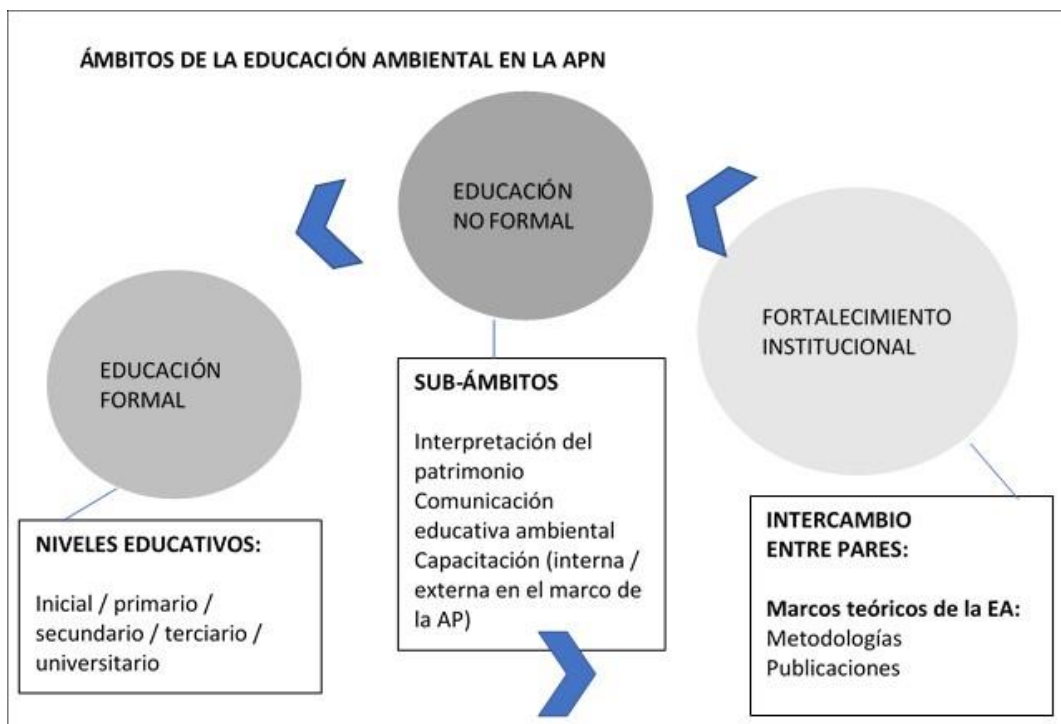 ÁMBITOS DE LA EDUCACIÓN AMBIENTAL EN LA APN
EDUCACIÓN
FORMAL
NIVELES EDUCATIVOS:
Inicial / primario /
secundario / terciario /
universitario
EDUCACIÓN
NO FORMAL
SUB-ÁMBITOS
Interpretación del
patrimonio
Comunicación
educativa ambiental
Capacitación (interna /
externa en el marco de
la AP)
FORTALECIMIENTO
INSTITUCIONAL
INTERCAMBIO
ENTRE PARES:
Marcos teóricos de la EA:
Metodologías
Publicaciones